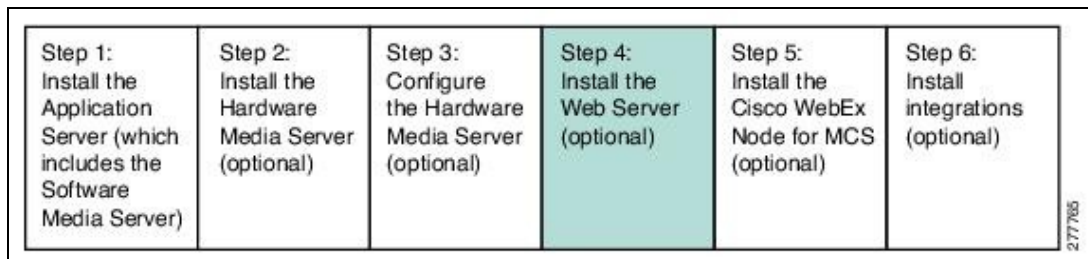 Step 1:
Install the
Application
Server (which
includes the
Software
Media Server)
Step 2:
Install the
Hardware
Media Server
(optional)
Step 3:
Configure
the Hardware
Media Server
(optional)
Step 4:
Install the
Web Server
(optional)
Step 5:
Install the
Cisco WebEx
Node for MCS
(optional)
Step 6:
Install
integrations
(optional)
277765